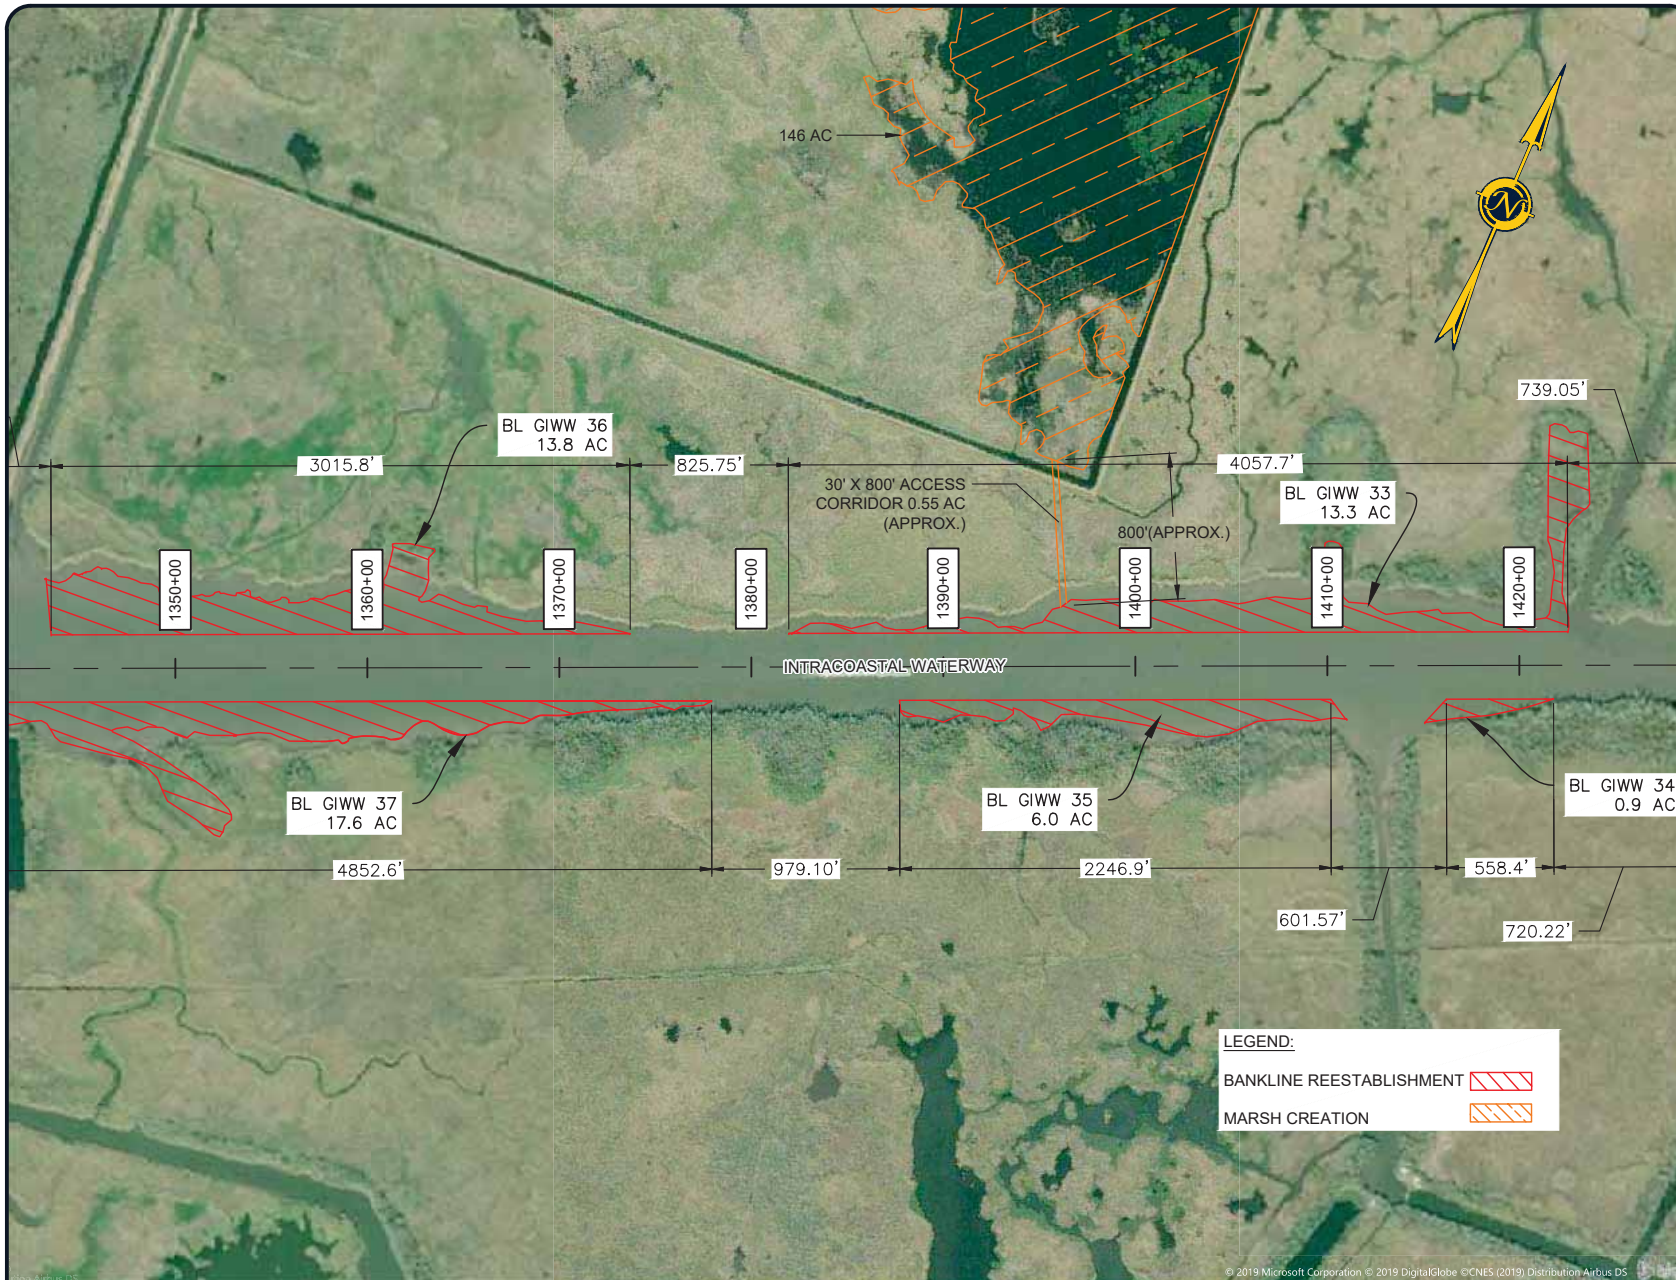 146 AC
N
739.05'
BL GIWW 36
13.8 AC
3015.8'
825.75'
4057.7'
30' X 800' ACCESS
CORRIDOR 0.55 AC
(APPROX.)
BL GIWW 33
13.3 AC
800'(APPROX.)
1350+00
1360+00
1370+00
1380+00
1390+00
1400+00
1410+00
1420+00
INTRACOASTAL WATERWAY
BL GIWW 37
17.6 AC
BL GIWW 35
6.0 AC
BL GIWW 34
0.9 AC
4852.6'
979.10'
2246.9'
558.4'
601.57'
720.22'
LEGEND:
BANKLINE REESTABLISHMENT
MARSH CREATION
© 2019 Microsoft Corporation © 2019 DigitalGlobe ©CNES (2019) Distribution Airbus DS